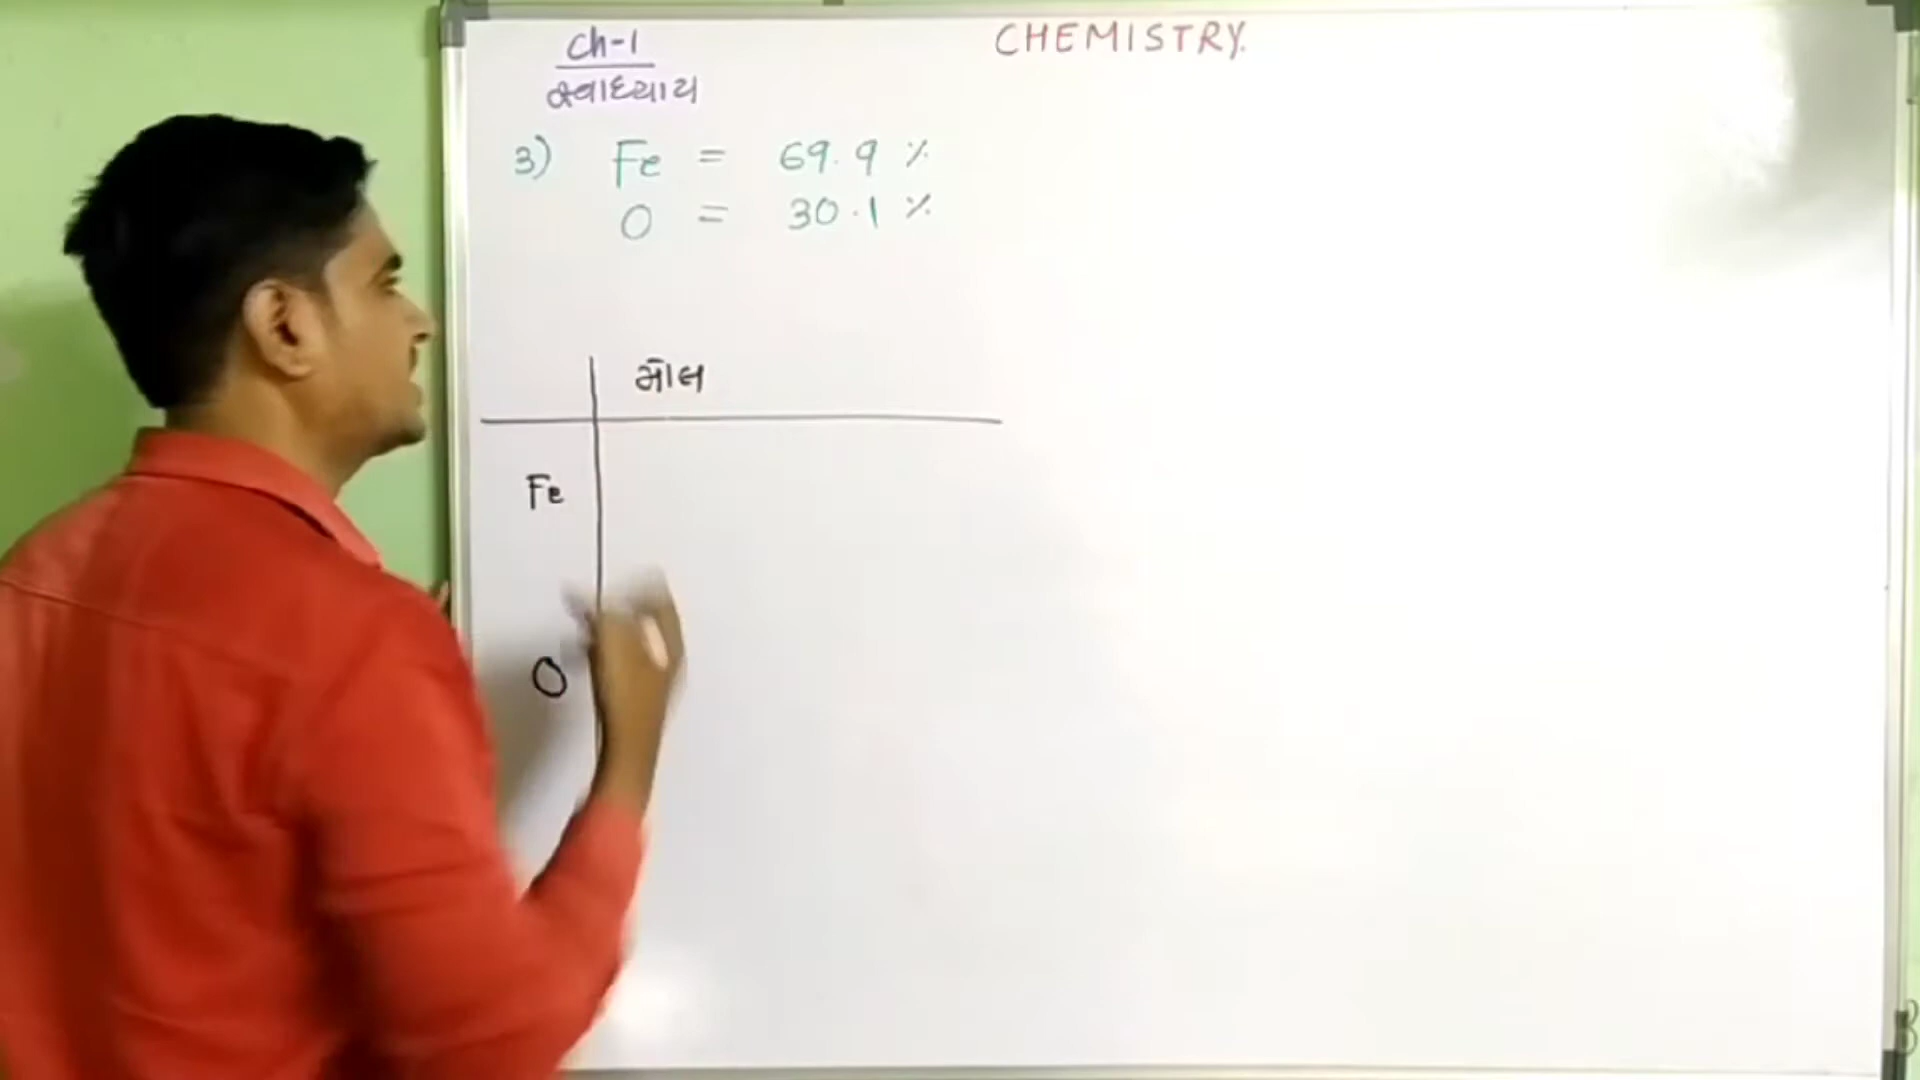 Ch-1
સ્વાધ્યાય
CHEMISTRY.
3) Fe = 69.9 %
O = 30.1 %
મોલ
Fe
O